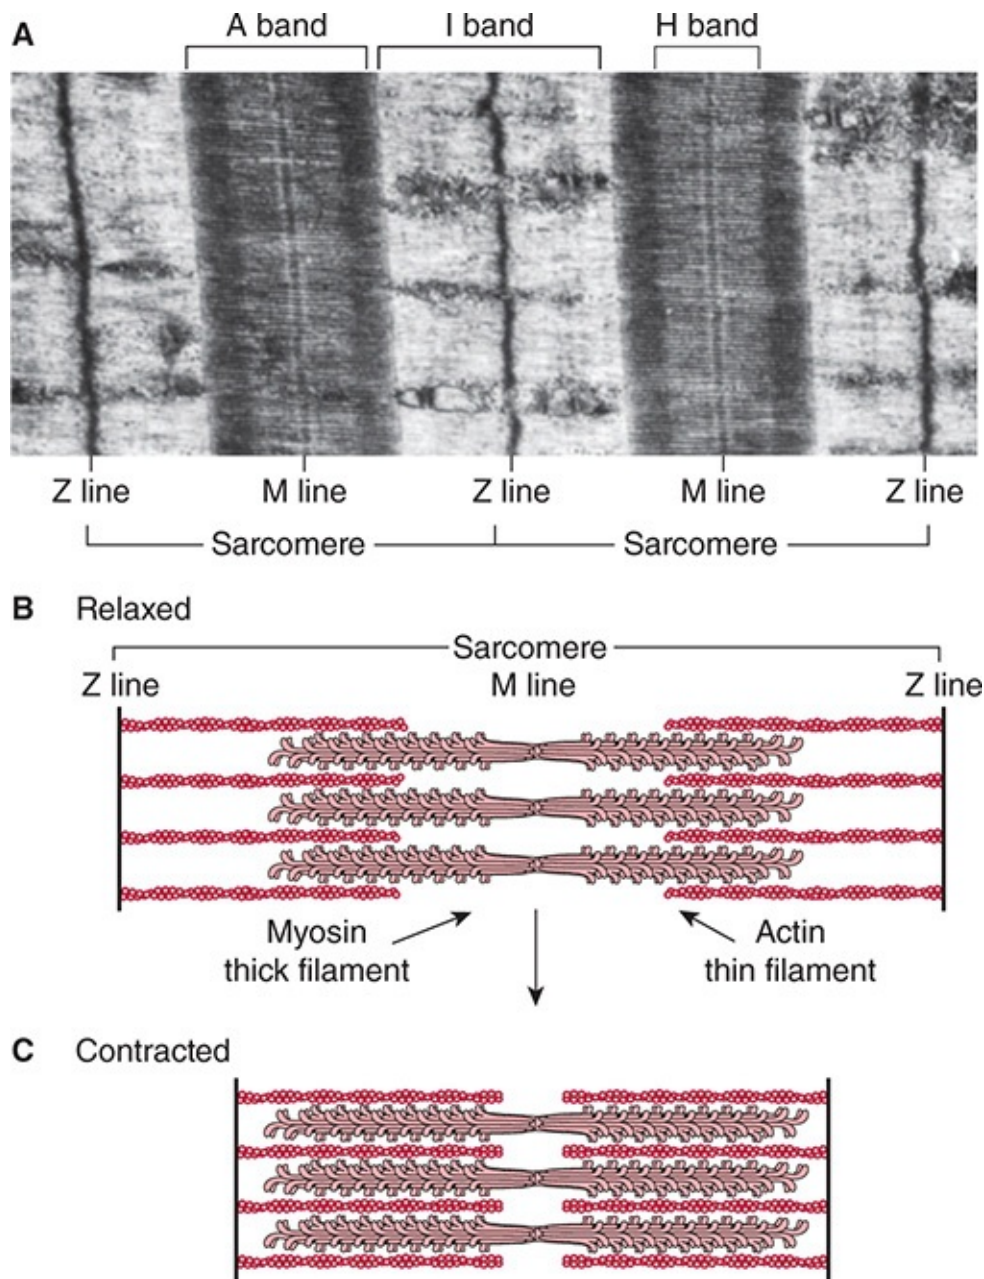 A
A band
I band
H band
Z line
M line
Z line
M line
Z line
Sarcomere
Sarcomere
B Relaxed
Sarcomere
Z line
M line
Z line
Myosin
thick filament
Actin
thin filament
C Contracted